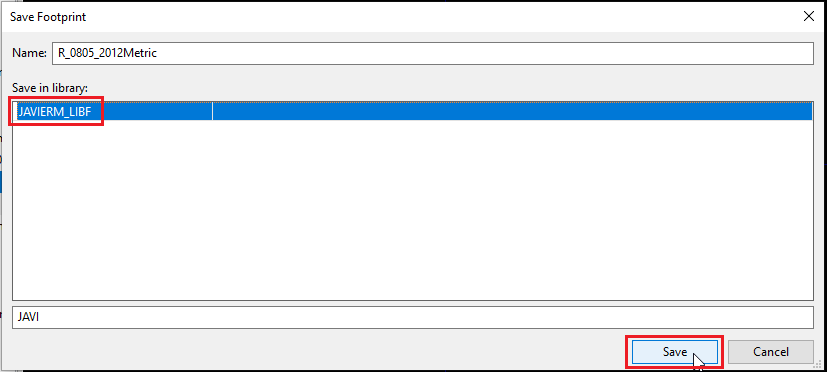 Save Footprint
Name: R_0805_2012Metric
Save in library:
JAVIERM_LIBF
JAVI
Save Cancel